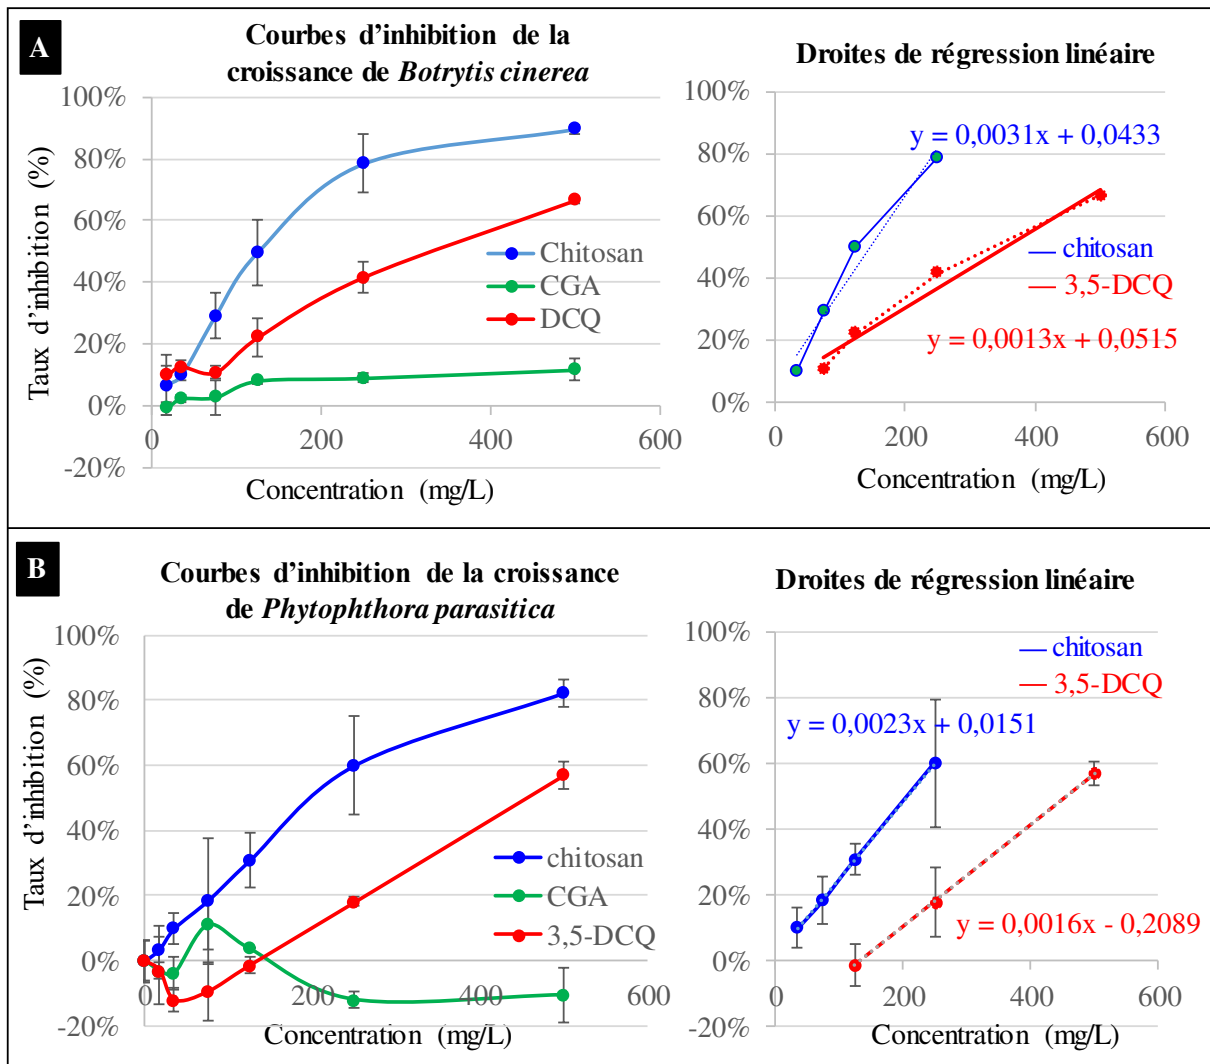 A
Courbes d'inhibition de la
croissance de Botrytis cinerea
Taux d'inhibition (%)
100%
80%
60%
40%
20%
0%
-20%
0
200
400
600
Concentration (mg/L)
Chitosan
CGA
DCQ
Droites de régression linéaire
100%
80%
60%
40%
20%
0%
0
200
400
600
Concentration (mg/L)
y = 0,0031x + 0,0433
chitosan
3,5-DCQ
y = 0,0013x + 0,0515
B
Courbes d'inhibition de la croissance
de Phytophthora parasitica
Taux d'inhibition (%)
100%
80%
60%
40%
20%
0%
-20%
0
200
400
600
Concentration (mg/L)
chitosan
CGA
3,5-DCQ
Droites de régression linéaire
100%
80%
60%
40%
20%
0%
-20%
0
200
400
600
Concentration (mg/L)
chitosan
3,5-DCQ
y = 0,0023x + 0,0151
y = 0,0016x - 0,2089